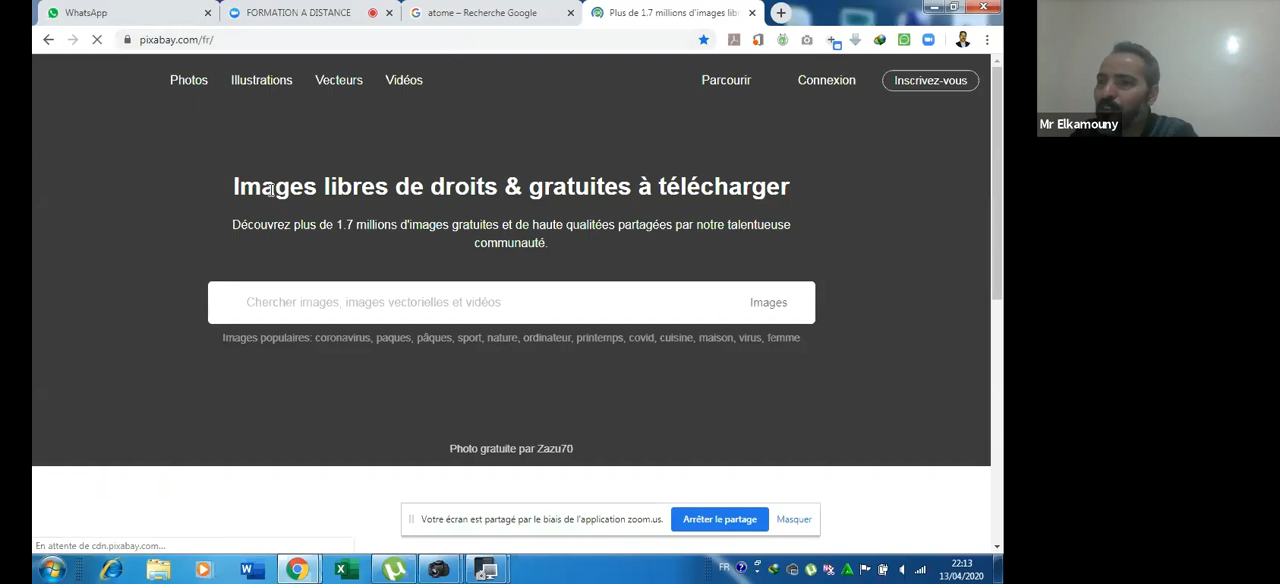 WhatsApp
FORMATION A DISTANCE
atome – Recherche Google
Plus de 1.7 millions d'images lib
pixabay.com/fr/
Photos Illustrations Vecteurs Vidéos Parcourir Connexion Inscrivez-vous
Mr Elkamouny
Images libres de droits & gratuites à télécharger
Découvrez plus de 1.7 millions d'images gratuites et de haute qualitées partagées par notre talentueuse
communauté.
Chercher images, images vectorielles et vidéos Images
Images populaires: coronavirus, paques, pâques, sport, nature, ordinateur, printemps, covid, cuisine, maison, virus, femme
Photo gratuite par Zazu70
Votre écran est partagé par le biais de l'application zoom.us. Arrêter le partage Masquer
En attente de cdn.pixabay.com...
FR
22:13
13/04/2020